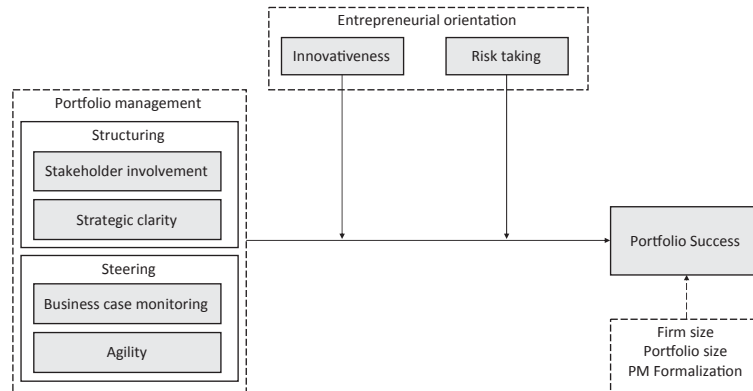 Entrepreneurial orientation
Innovativeness
Risk taking
Portfolio management
Structuring
Stakeholder involvement
Strategic clarity
Steering
Business case monitoring
Agility
Portfolio Success
Firm size
Portfolio size
PM Formalization